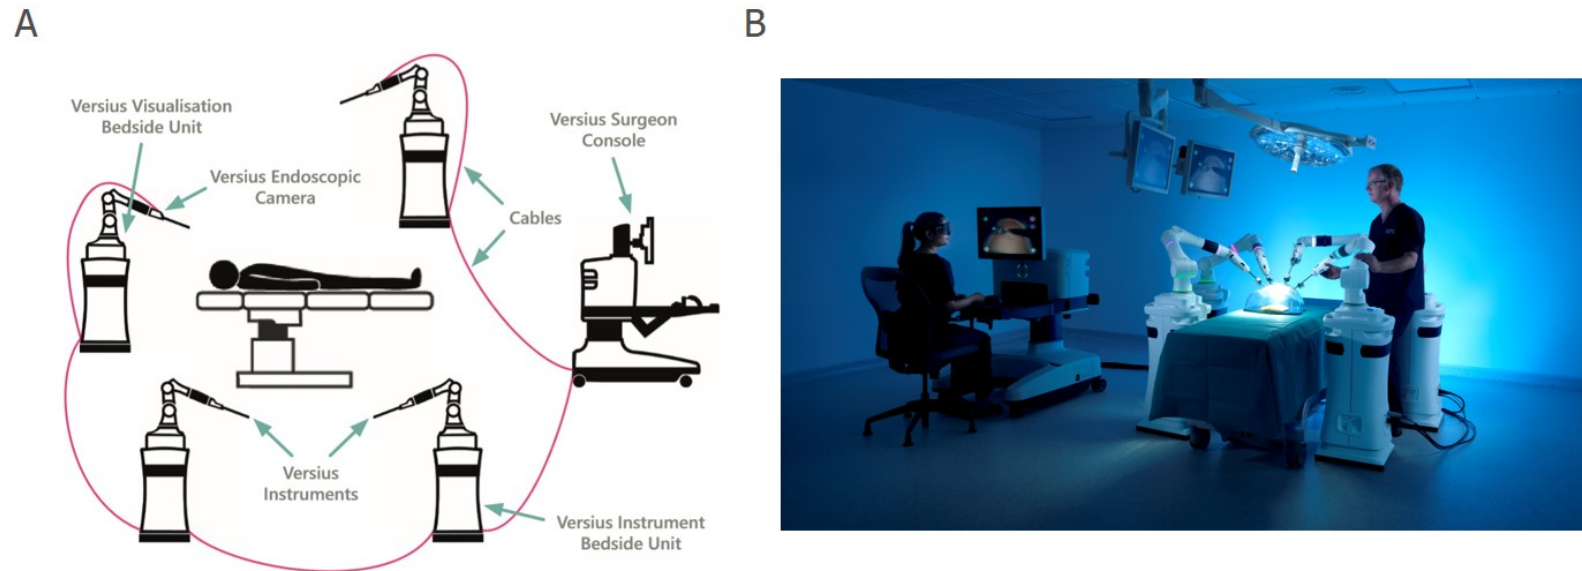 A
B
Versius Visualisation
Bedside Unit
Versius Endoscopic
Camera
Versius Surgeon
Console
Cables
Versius
Instruments
Versius Instrument
Bedside Unit